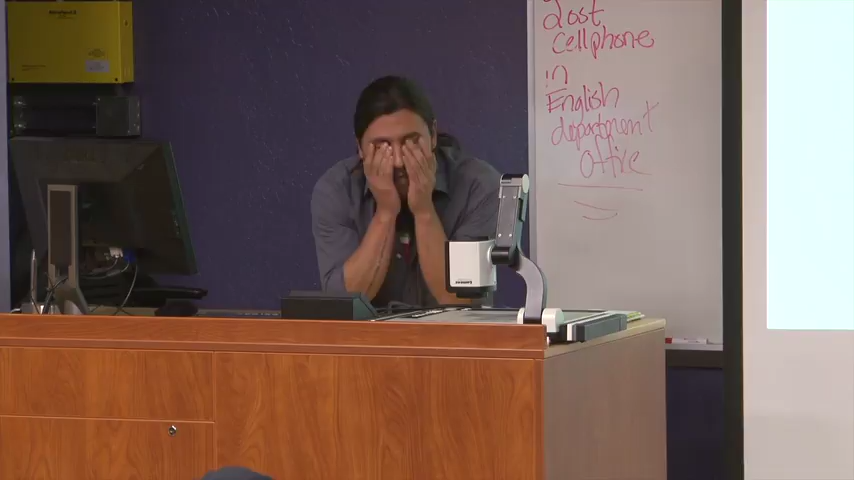 Lost
cellphone
in
English
department
office